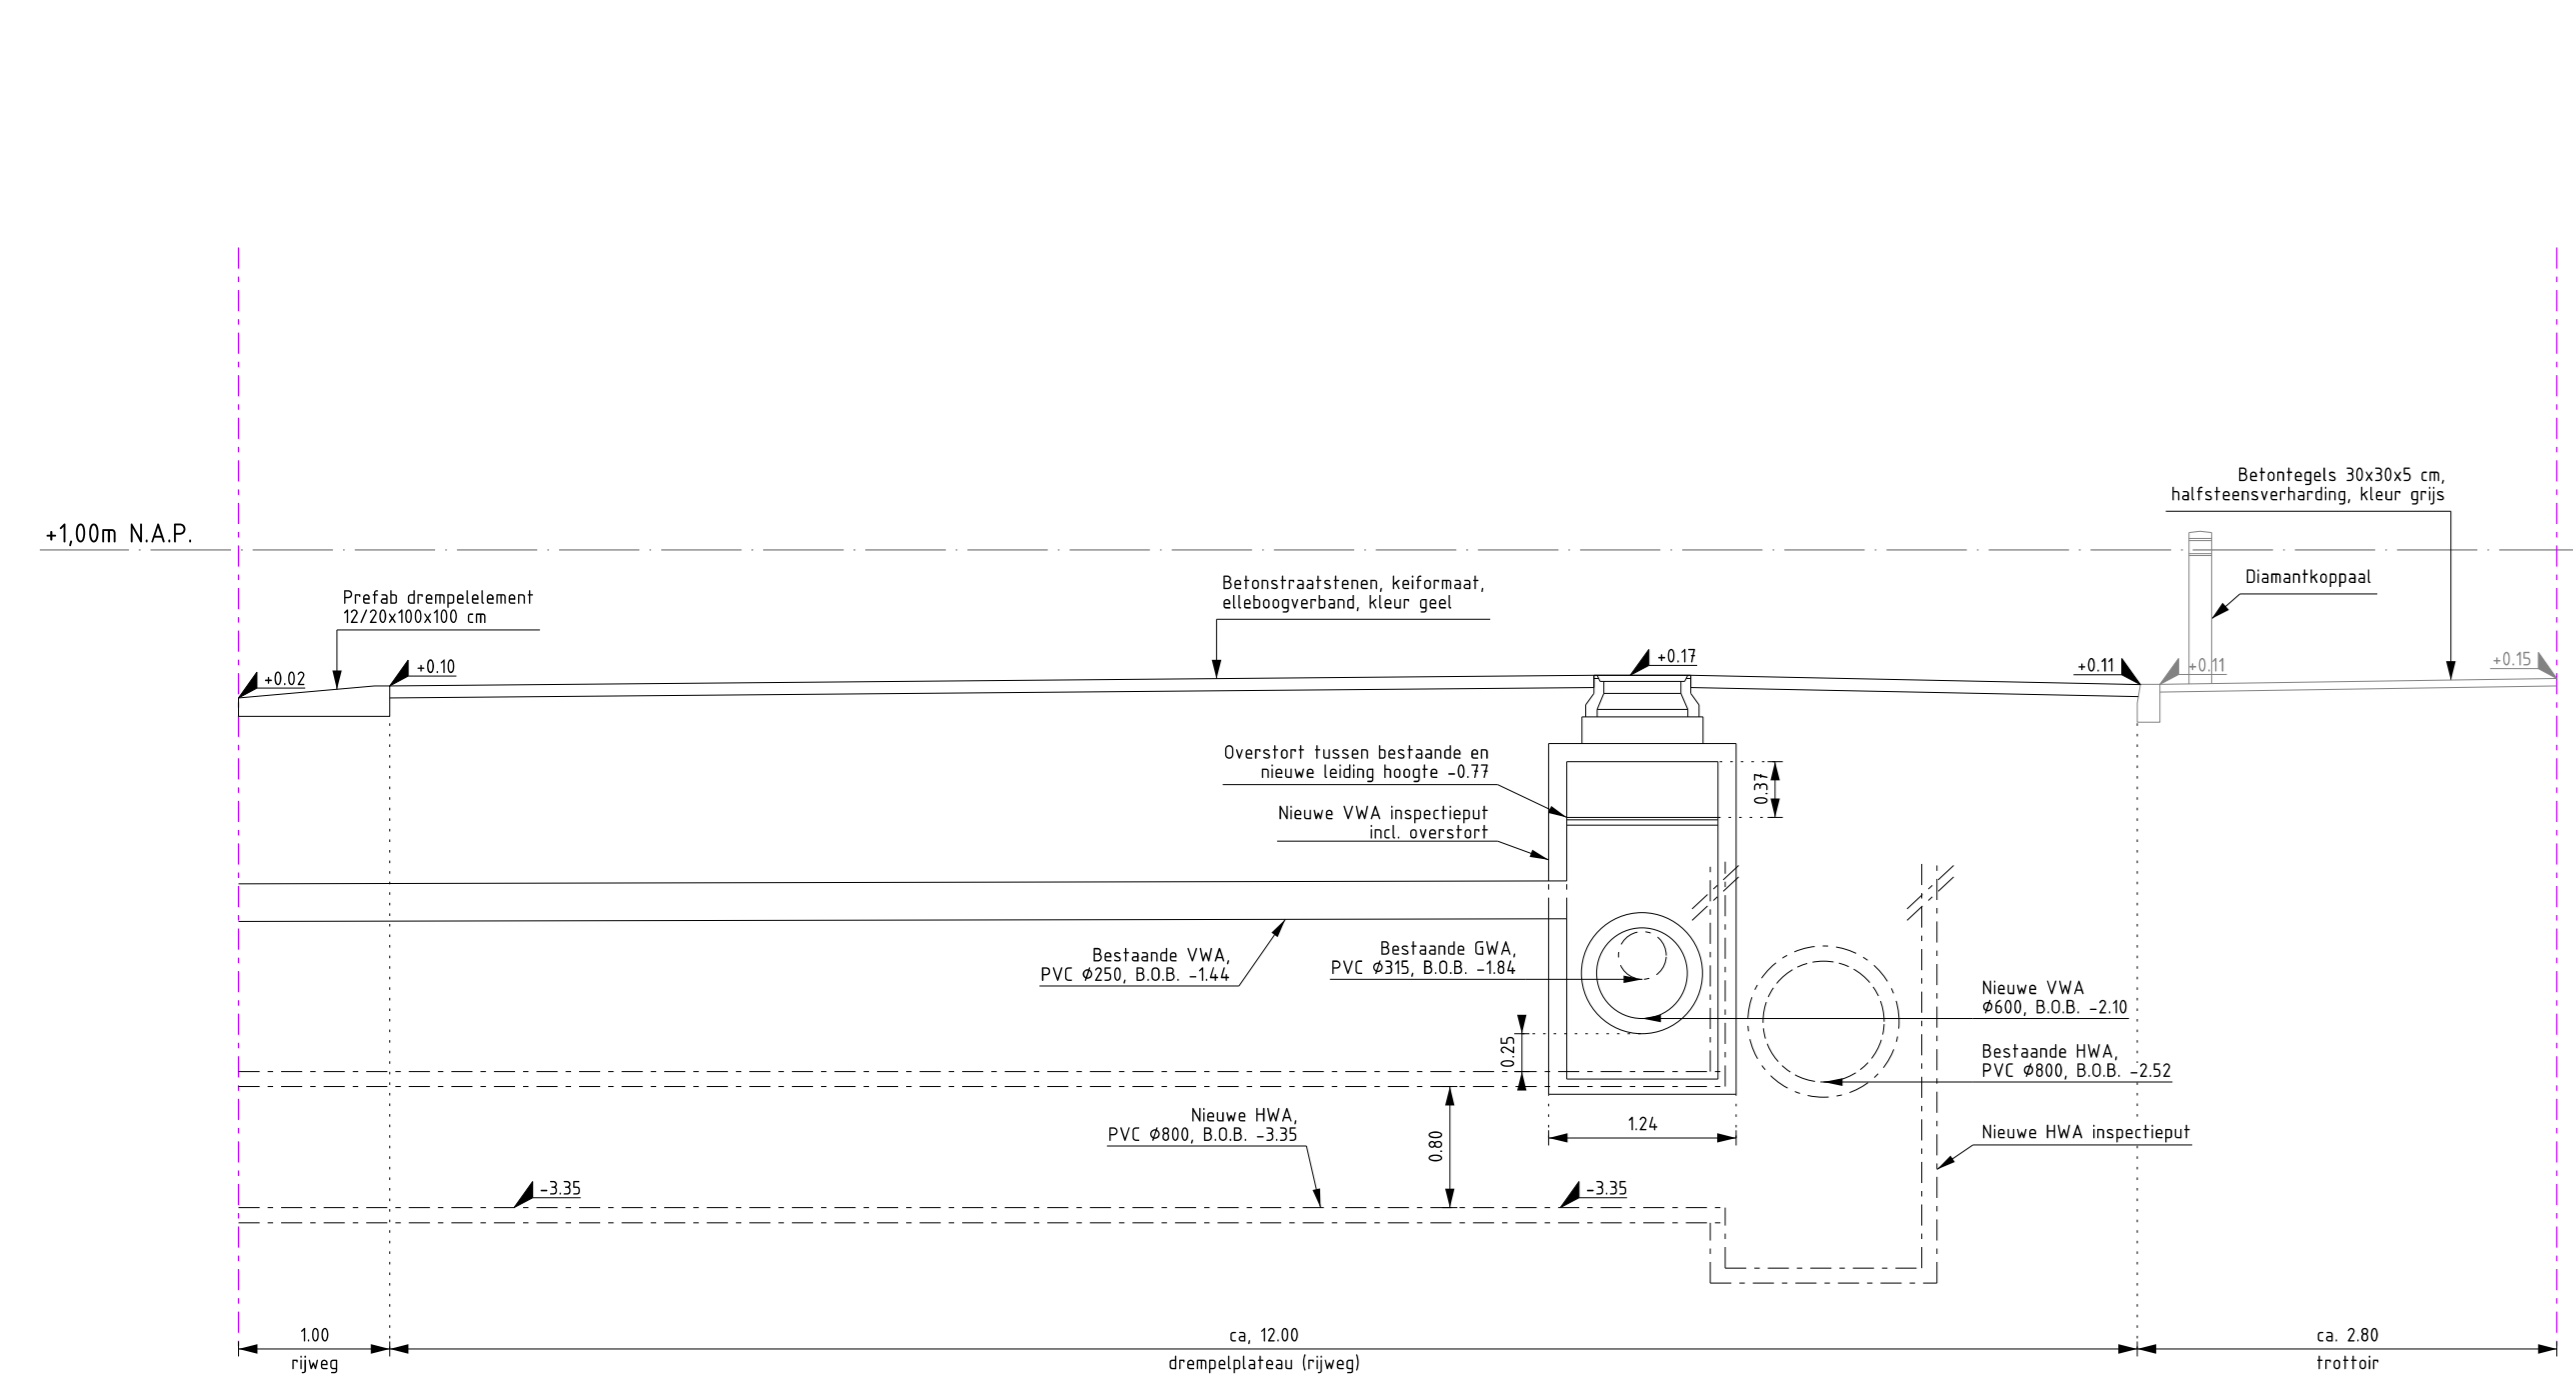 Betontegels 30x30x5 cm,
halfsteensverharding, kleur grijs
+1,00m N.A.P.
Diamantkoppaal
Prefab drempelelement
12/20x100x100 cm
Betonstraatstenen, keiformaat,
elleboogverband, kleur geel
+0.02
+0.10
+0.17
+0.11
+0.11
+0.15
Overstort tussen bestaande en
nieuwe leiding hoogte -0.77
0.37
Nieuwe VWA inspectieput
incl. overstort
Bestaande VWA,
PVC Ø250, B.O.B. -1.44
Bestaande GWA,
PVC Ø315, B.O.B. -1.84
Nieuwe VWA
Ø600, B.O.B. -2.10
0.25
Bestaande HWA,
PVC Ø800, B.O.B. -2.52
Nieuwe HWA,
PVC Ø800, B.O.B. -3.35
0.80
1.24
Nieuwe HWA inspectieput
-3.35
-3.35
1.00
rijweg
ca, 12.00
drempelplateau (rijweg)
ca. 2.80
trottoir